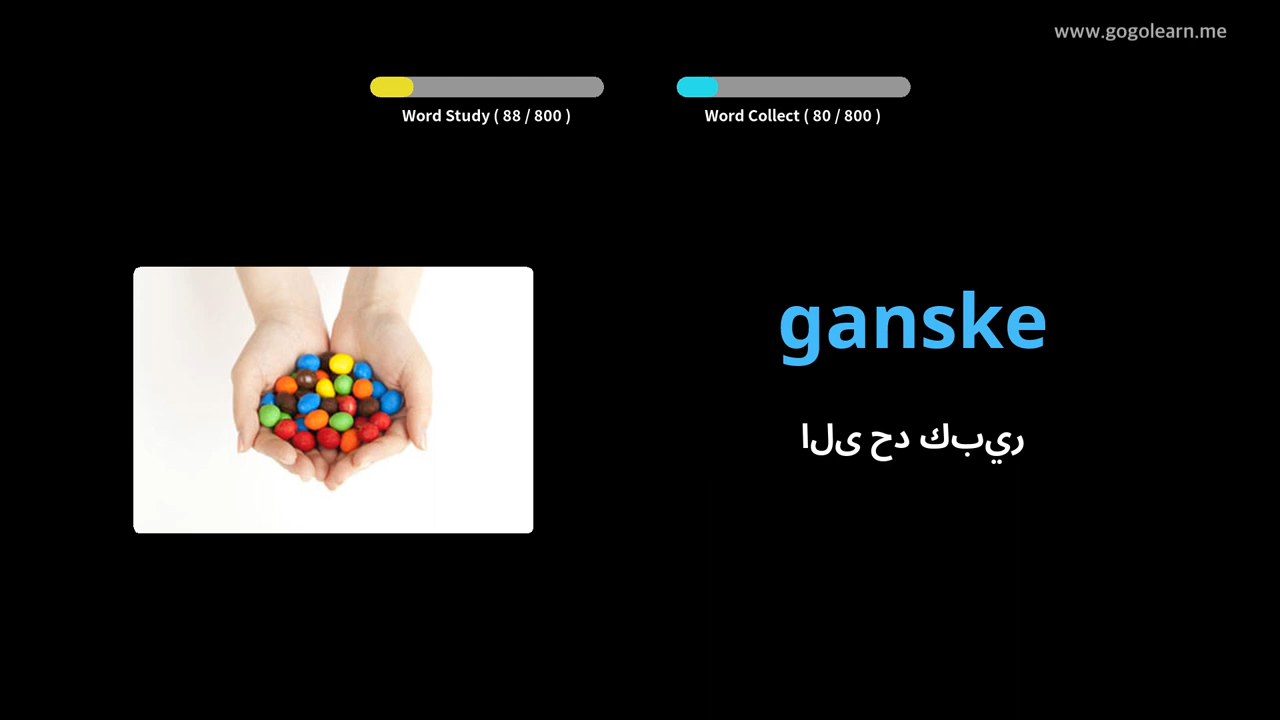 www.gogolearn.me
Word Study ( 88 / 800 )
Word Collect ( 80 / 800 )
ganske
الى حد كبير